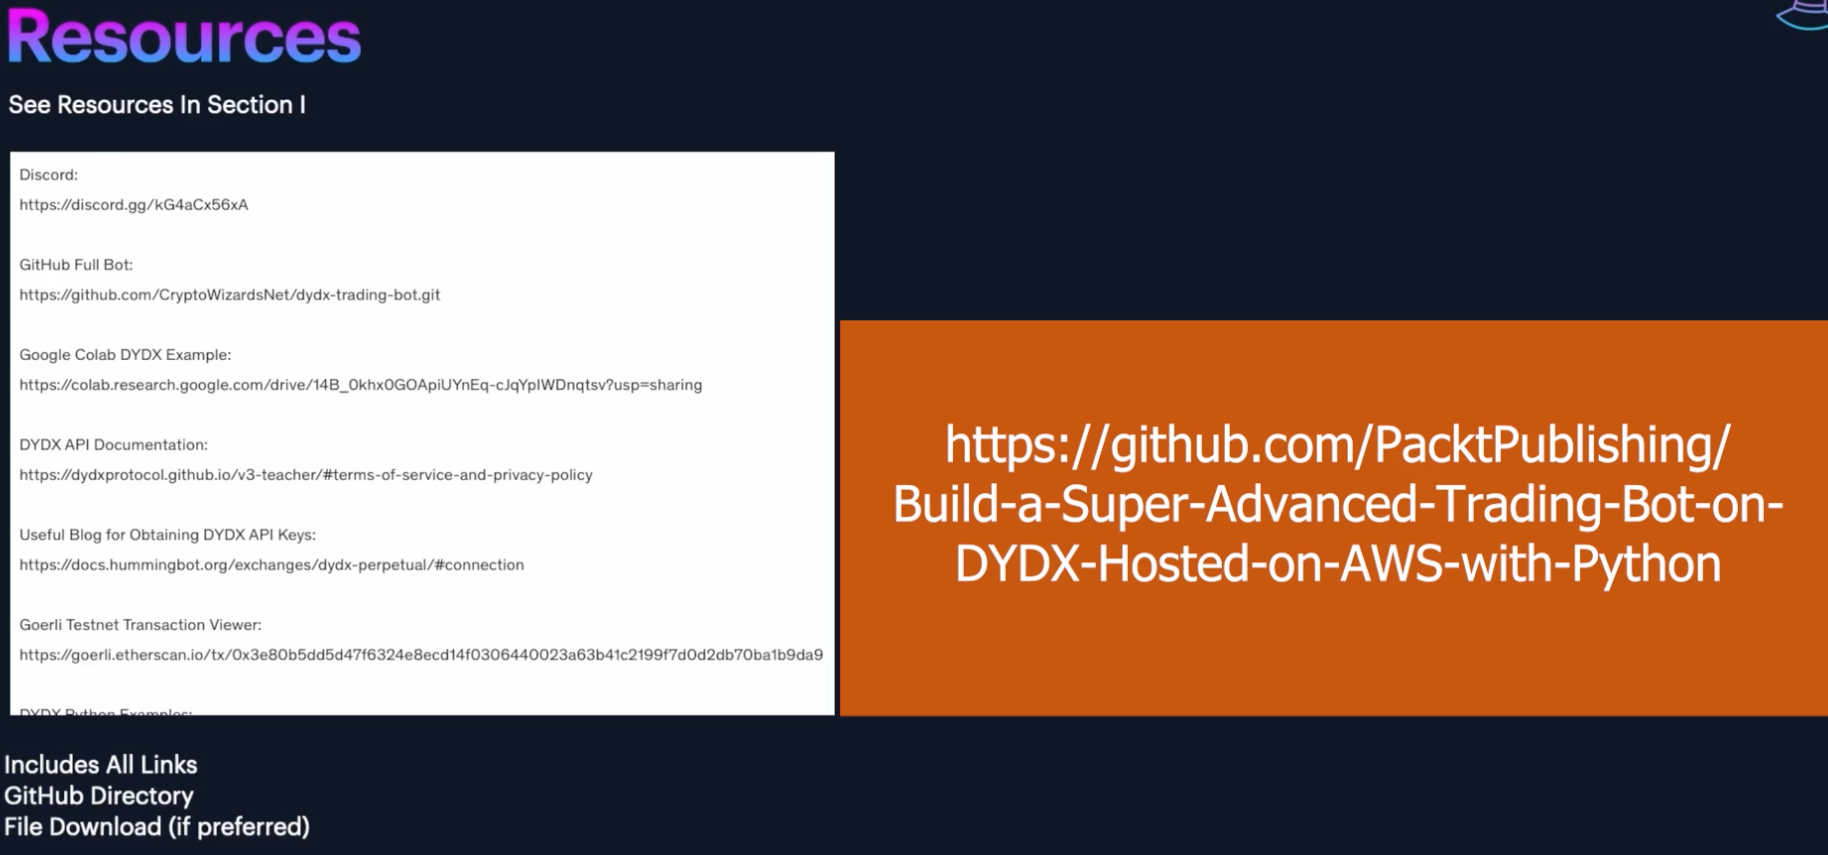 Resources
See Resources In Section I
Discord:
https://discord.gg/kG4aCx56xA
GitHub Full Bot:
https://github.com/CryptoWizardsNet/dydx-trading-bot.git
Google Colab DYDX Example:
https://colab.research.google.com/drive/14B_0khx0GOApiUYnEq-cJqYpIWDnqtsv?usp=sharing
DYDX API Documentation:
https://dydxprotocol.github.io/v3-teacher/#terms-of-service-and-privacy-policy
Useful Blog for Obtaining DYDX API Keys:
https://docs.hummingbot.org/exchanges/dydx-perpetual/#connection
Goerli Testnet Transaction Viewer:
https://goerli.etherscan.io/tx/0x3e80b5dd5d47f6324e8ecd14f0306440023a63b41c2199f7d0d2db70ba1b9da9
DYDX Python Examples:
https://github.com/PacktPublishing/
Build-a-Super-Advanced-Trading-Bot-on-
DYDX-Hosted-on-AWS-with-Python
Includes All Links
GitHub Directory
File Download (if preferred)